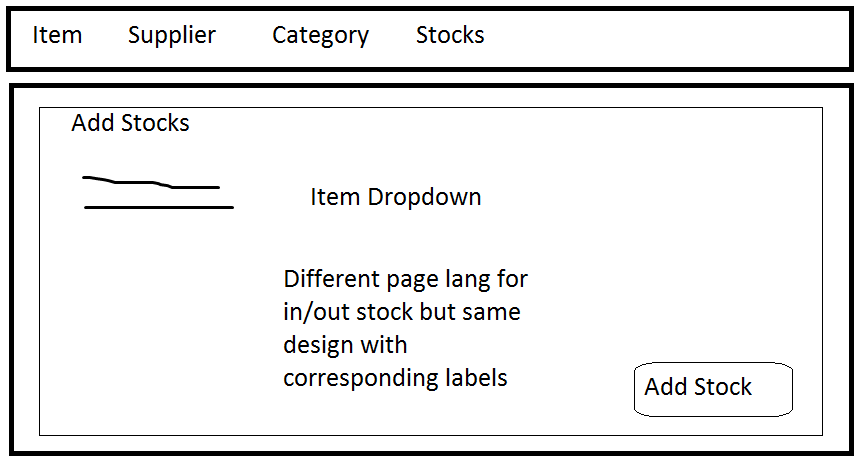 Item Supplier Category Stocks
Add Stocks
Item Dropdown
Different page lang for
in/out stock but same
design with
corresponding labels
Add Stock